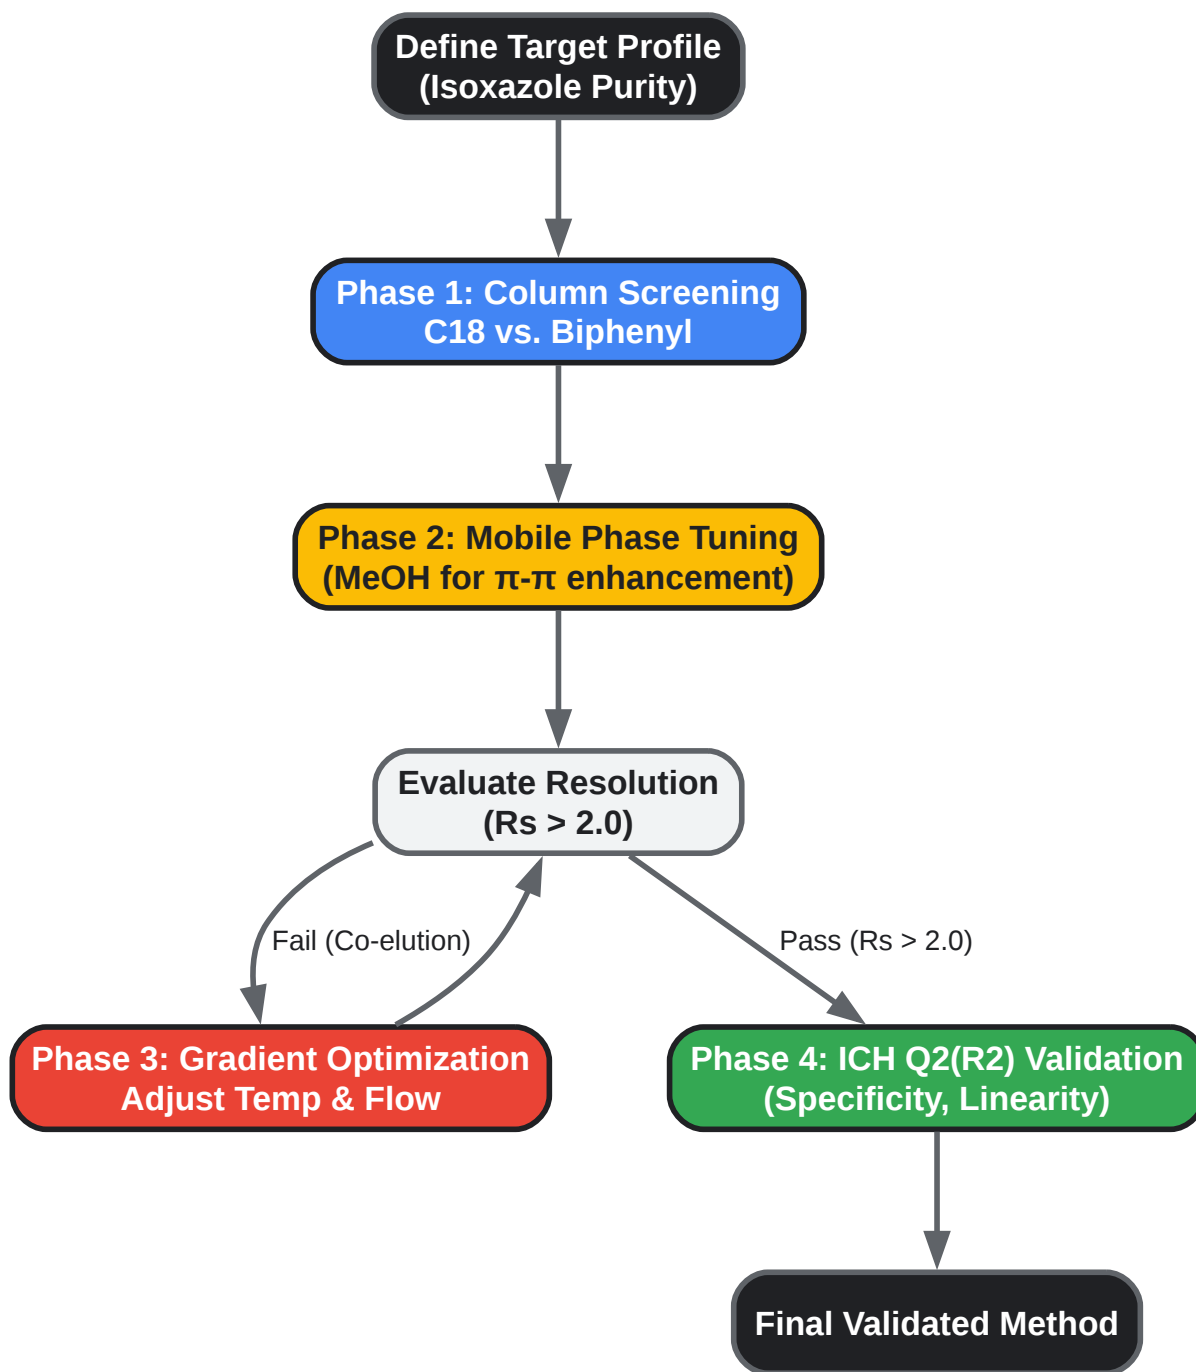 Define Target Profile
(Isoxazole Purity)
Phase 1: Column Screening
C18 vs. Biphenyl
Phase 2: Mobile Phase Tuning
(MeOH for π-π enhancement)
Evaluate Resolution
(Rs > 2.0)
Fail (Co-elution)
Pass (Rs > 2.0)
Phase 3: Gradient Optimization
Adjust Temp & Flow
Phase 4: ICH Q2(R2) Validation
(Specificity, Linearity)
Final Validated Method